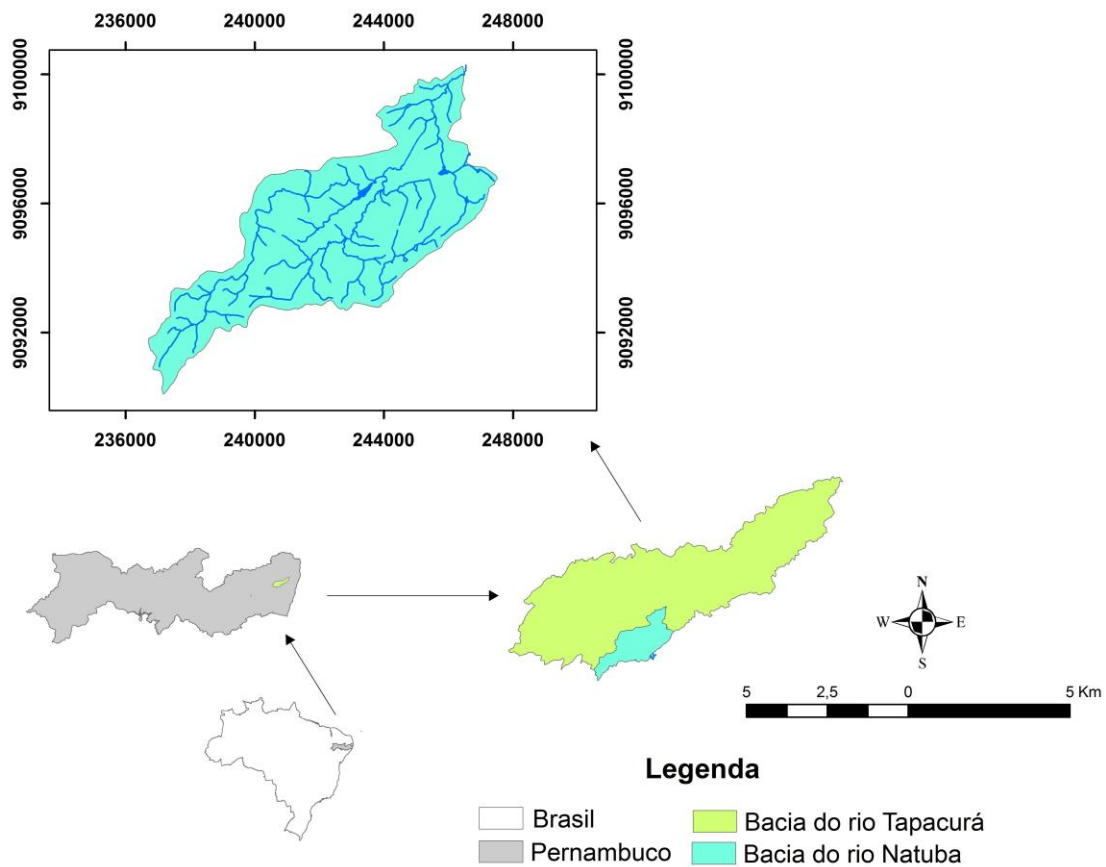 236000 240000 244000 248000
9100000 9100000
9096000 9096000
9092000 9092000
236000 240000 244000 248000
N
W E
S
5 2,5 0 5 Km
Legenda
Brasil Bacia do rio Tapacurá
Pernambuco Bacia do rio Natuba